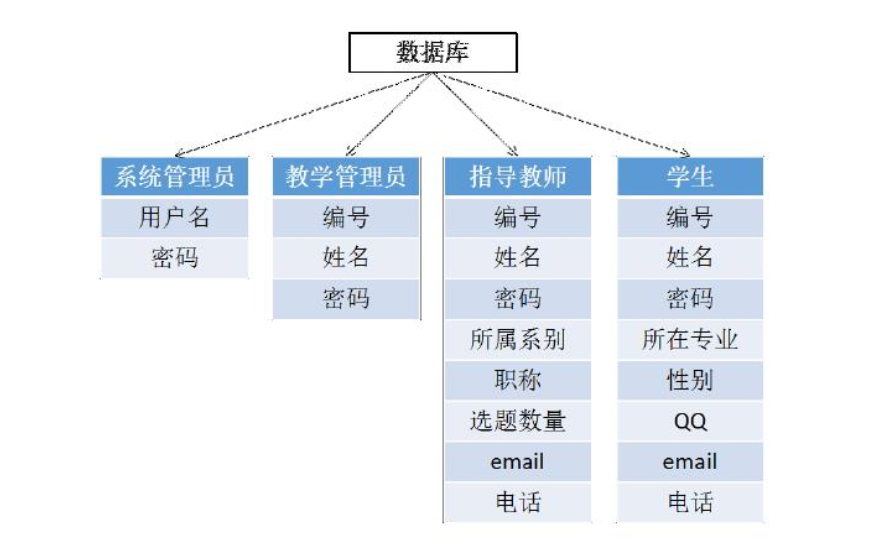 数据库
系统管理员
用户名
密码
教学管理员
编号
姓名
密码
指导教师
编号
姓名
密码
所属系别
职称
选题数量
email
电话
学生
编号
姓名
密码
所在专业
性别
QQ
email
电话